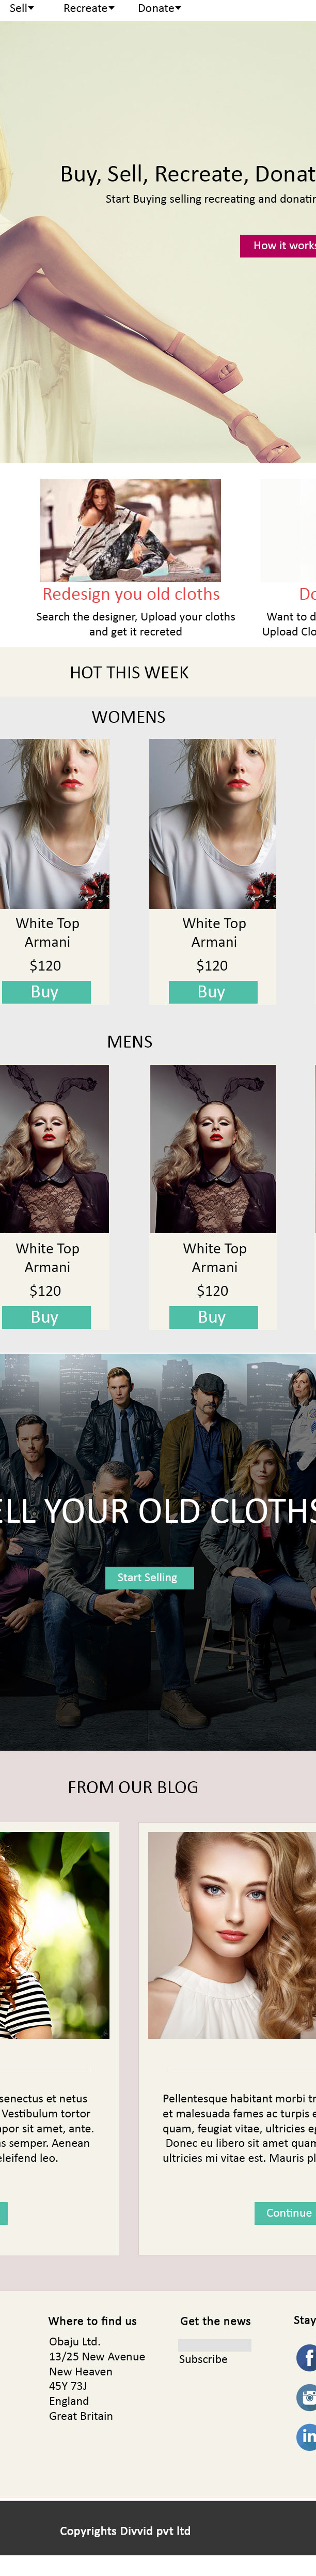 Sell Recreate Donate
Buy, Sell, Recreate, Donat
Start Buying selling recreating and donatin
How it works
Redesign you old cloths
Search the designer, Upload your cloths
and get it recreted
Do
Want to d
Upload Clo
HOT THIS WEEK
WOMENS
White Top
Armani
$120
Buy
White Top
Armani
$120
Buy
MENS
White Top
Armani
$120
Buy
White Top
Armani
$120
Buy
ELL YOUR OLD CLOTHS
Start Selling
FROM OUR BLOG
senectus et netus
Vestibulum tortor
por sit amet, ante.
s semper. Aenean
leifend leo.
Pellentesque habitant morbi tr
et malesuada fames ac turpis e
quam, feugiat vitae, ultricies eg
Donec eu libero sit amet quam
ultricies mi vitae est. Mauris pl
Continue
Where to find us
Obaju Ltd.
13/25 New Avenue
New Heaven
45Y 73J
England
Great Britain
Get the news
Subscribe
Stay
f
in
Copyrights Divvid pvt ltd